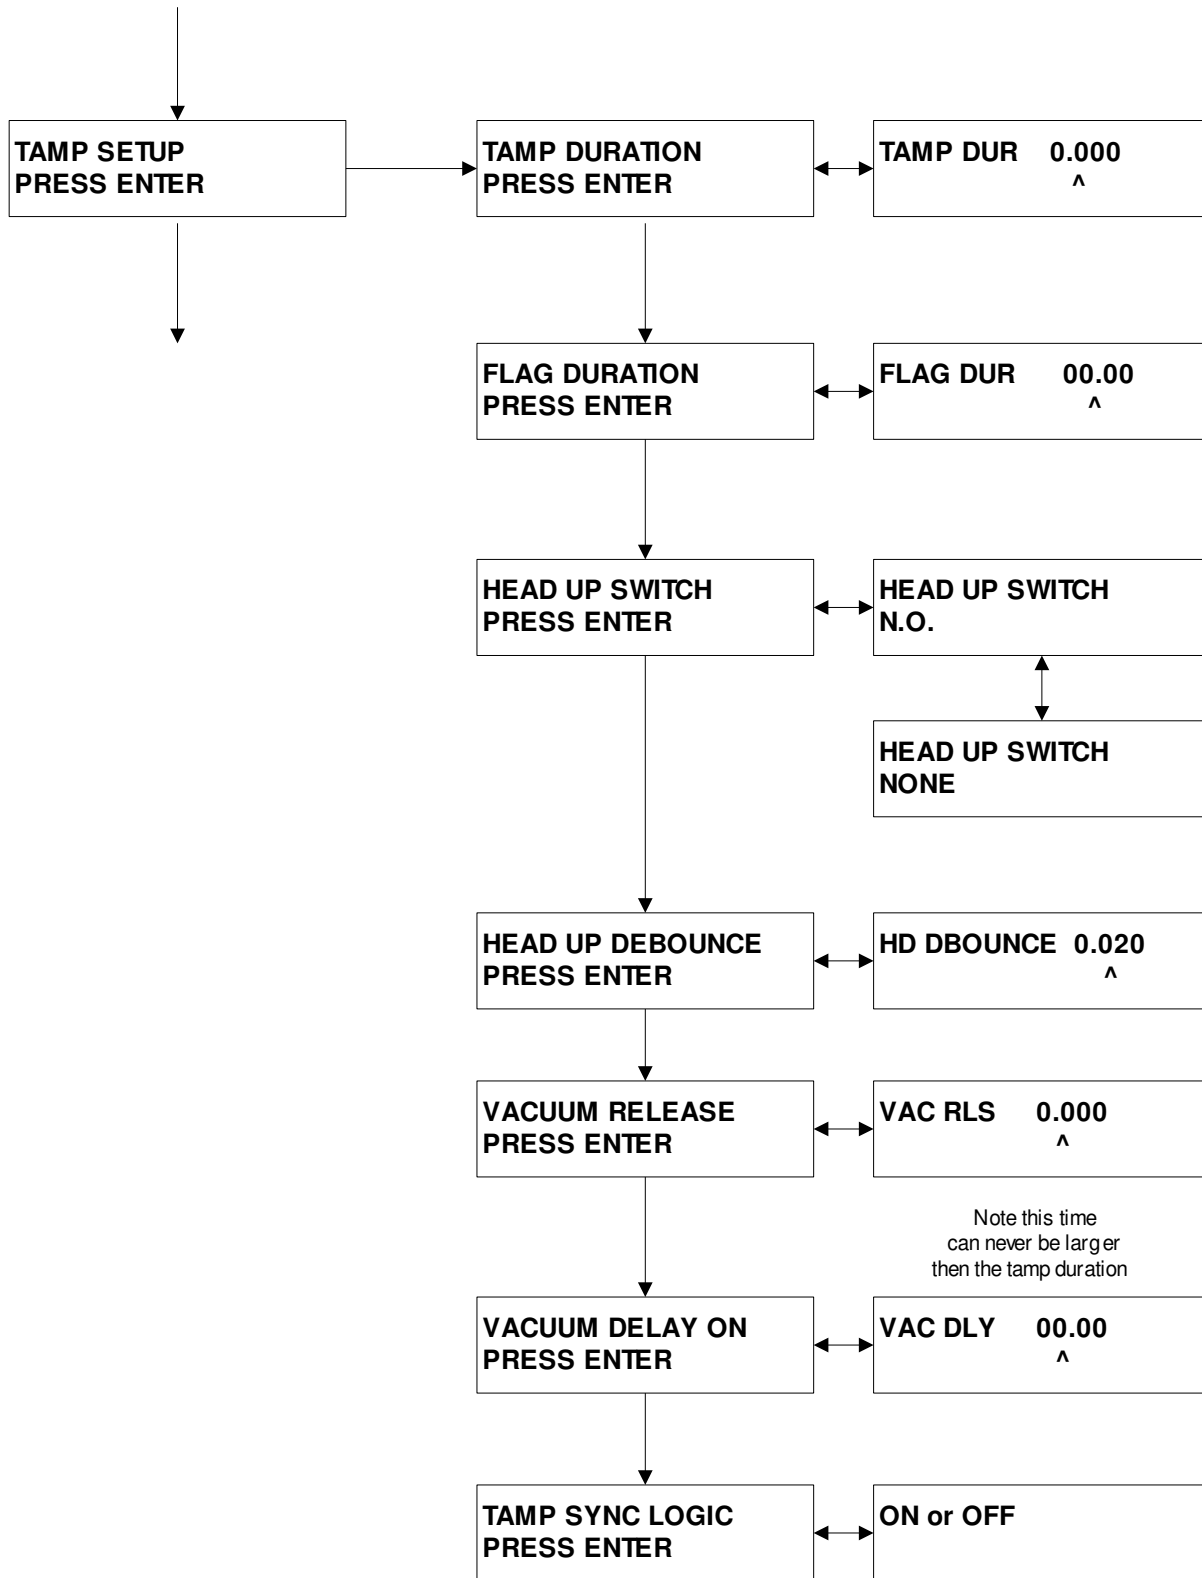 TAMP SETUP
PRESS ENTER
TAMP DURATION
PRESS ENTER
TAMP DUR 0.000
^
FLAG DURATION
PRESS ENTER
FLAG DUR 00.00
^
HEAD UP SWITCH
PRESS ENTER
HEAD UP SWITCH
N.O.
HEAD UP SWITCH
NONE
HEAD UP DEBOUNCE
PRESS ENTER
HD DBOUNCE 0.020
^
VACUUM RELEASE
PRESS ENTER
VAC RLS 0.000
^
Note this time
can never be larger
then the tamp duration
VACUUM DELAY ON
PRESS ENTER
VAC DLY 00.00
^
TAMP SYNC LOGIC
PRESS ENTER
ON or OFF